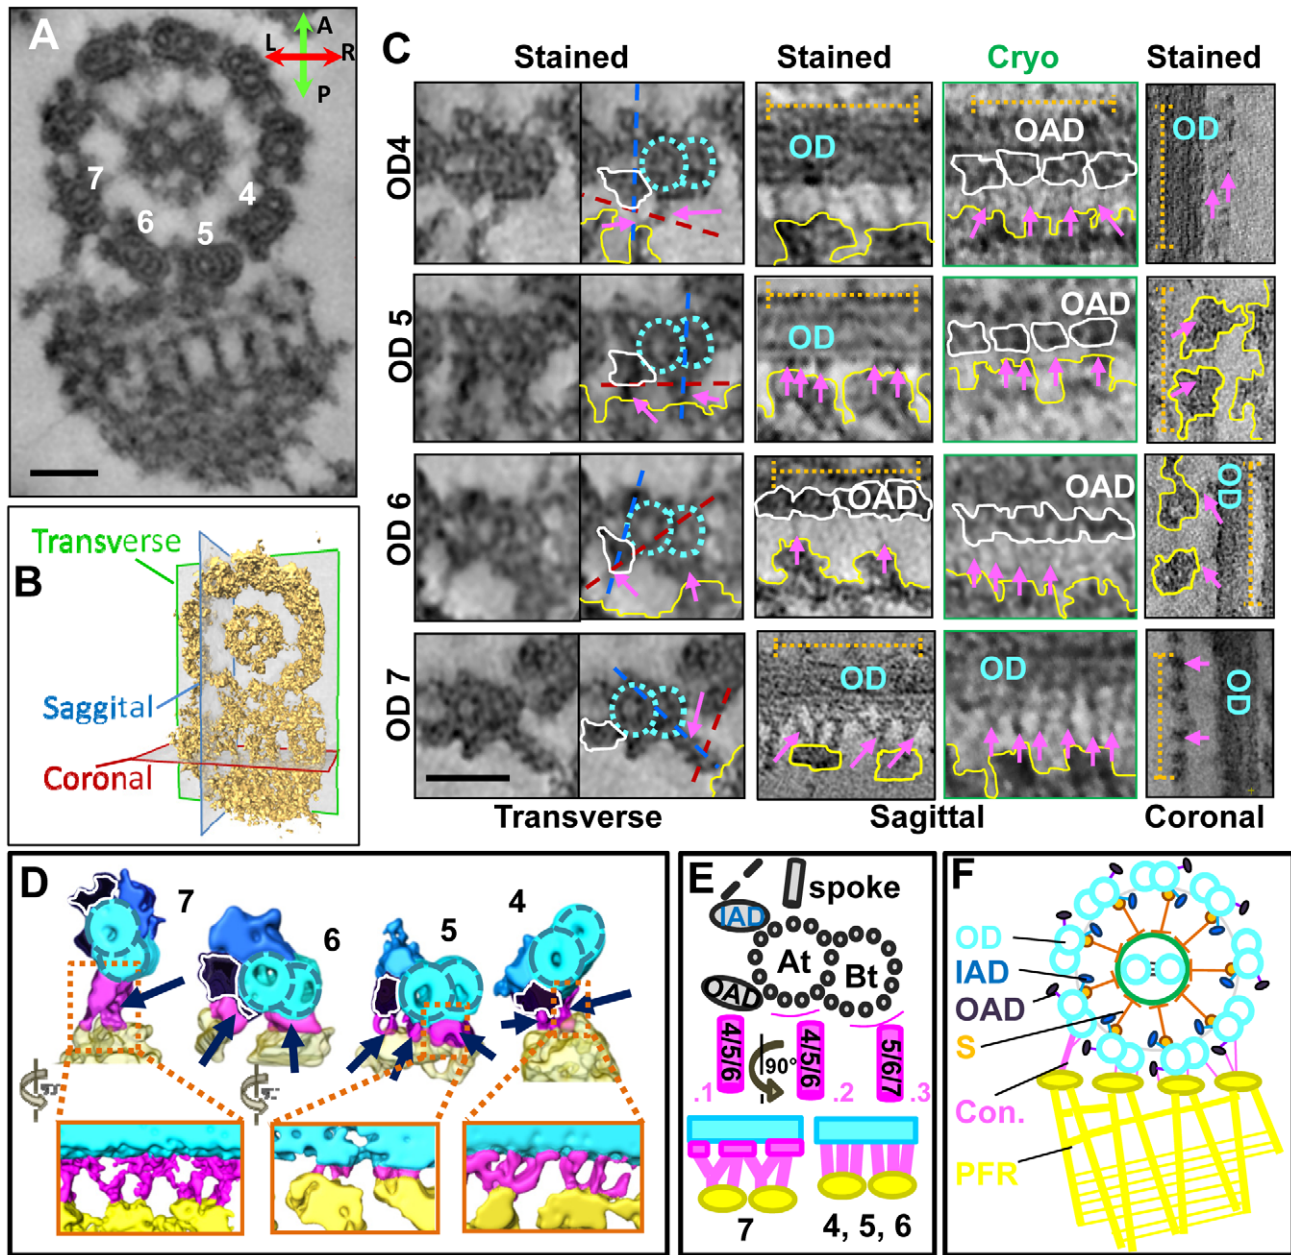 A
L
A
R
P
7
6
5
4
B
Transverse
Saggital
Coronal
C
Stained
Stained
Cryo
Stained
OD4
OD
OAD
OD
OD 5
OD
OAD
OD 6
OAD
OAD
OD
OD 7
OD
OD
OD
Transverse
Sagittal
Coronal
D
7
6
5
4
E
spoke
IAD
At
Bt
OAD
4/5/6
90°
4/5/6
5/6/7
.1
.2
.3
7
4, 5, 6
F
OD
IAD
OAD
S
Con.
PFR